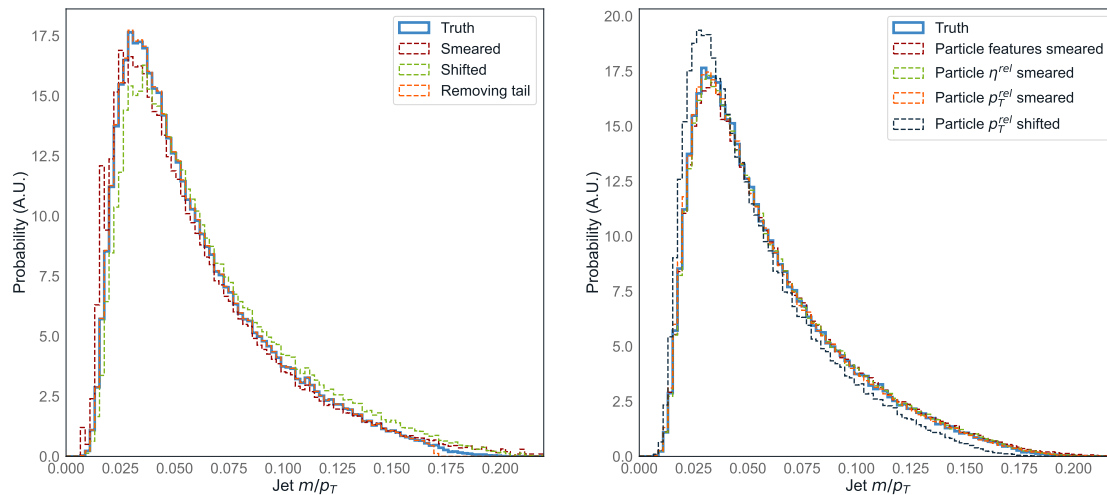 Truth
Smeared
Shifted
Removing tail
Probability (A.U.)
17.5
15.0
12.5
10.0
7.5
5.0
2.5
0.0
0.000 0.025 0.050 0.075 0.100 0.125 0.150 0.175 0.200
Jet m/p_T
Truth
Particle features smeared
Particle η^rel smeared
Particle p_T^rel smeared
Particle p_T^rel shifted
Probability (A.U.)
20.0
17.5
15.0
12.5
10.0
7.5
5.0
2.5
0.0
0.000 0.025 0.050 0.075 0.100 0.125 0.150 0.175 0.200
Jet m/p_T